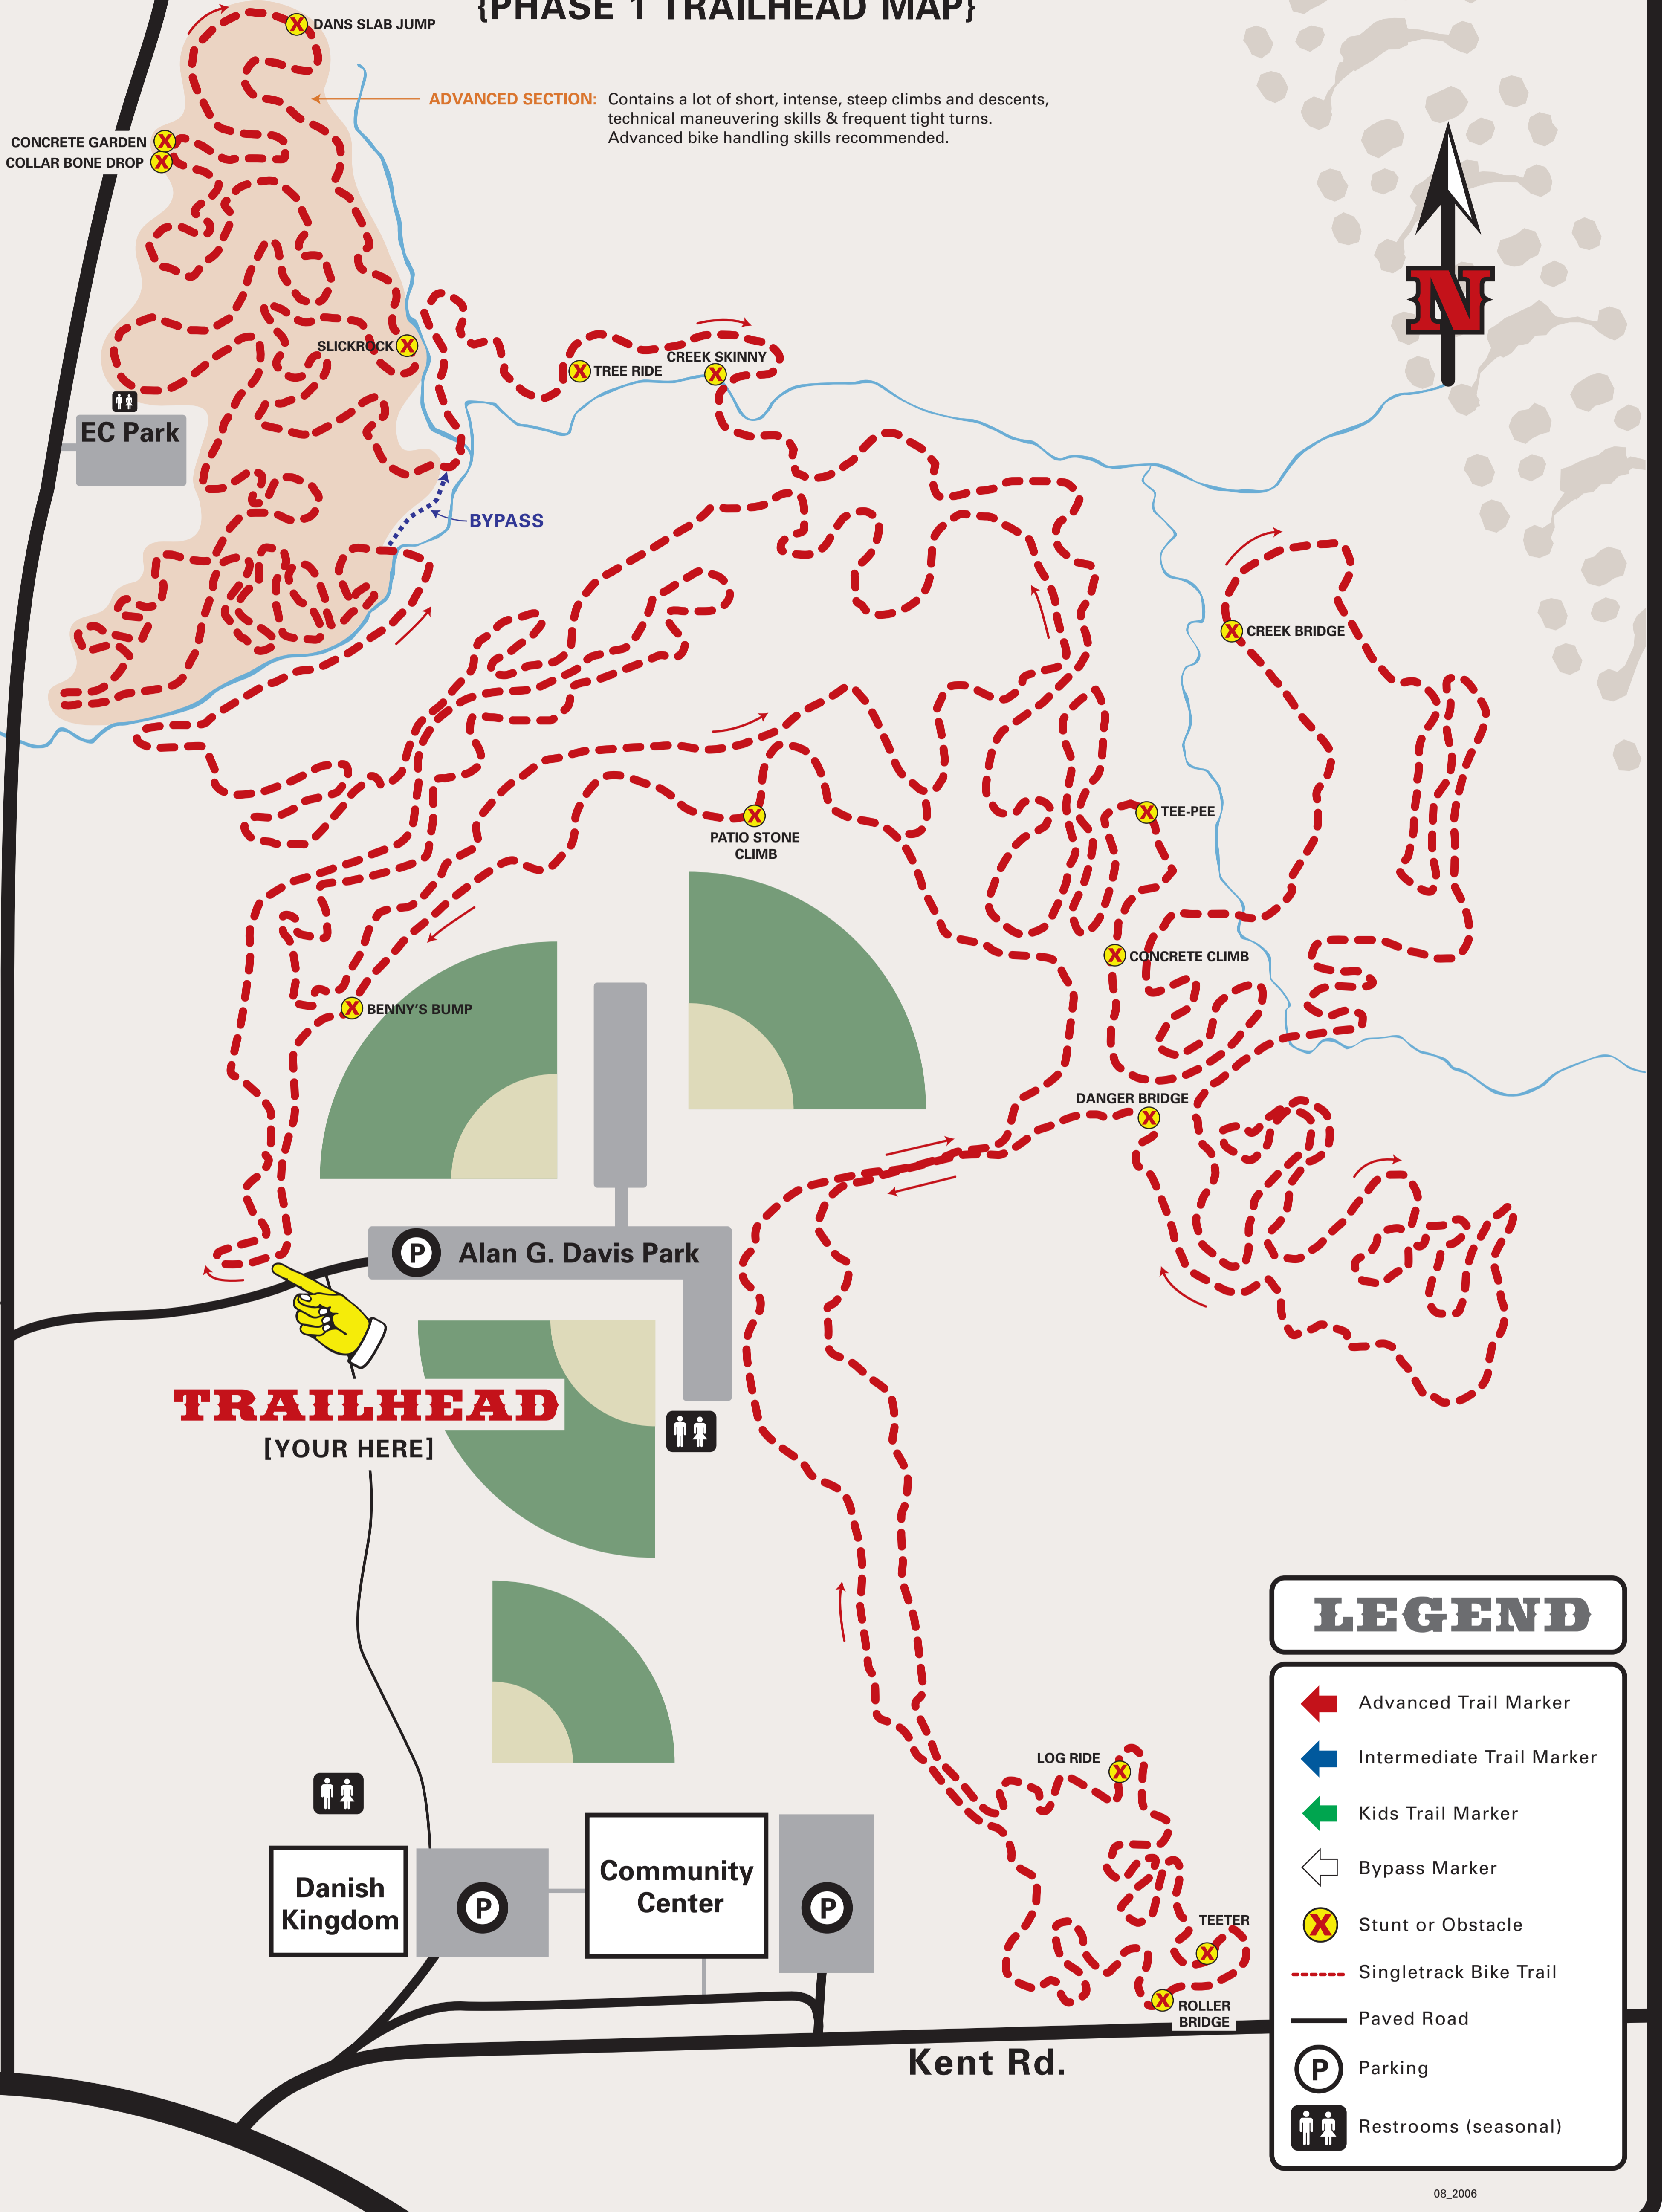 {PHASE 1 TRAILHEAD MAP}
DANS SLAB JUMP
ADVANCED SECTION: Contains a lot of short, intense, steep climbs and descents,
technical maneuvering skills & frequent tight turns.
Advanced bike handling skills recommended.
CONCRETE GARDEN
COLLAR BONE DROP
N
SLICKROCK
CREEK SKINNY
TREE RIDE
EC Park
BYPASS
CREEK BRIDGE
TEE-PEE
PATIO STONE
CLIMB
CONCRETE CLIMB
BENNY'S BUMP
DANGER BRIDGE
P Alan G. Davis Park
TRAILHEAD
[YOUR HERE]
LOG RIDE
TEETER
ROLLER
BRIDGE
Danish
Kingdom
P
Community
Center
P
Kent Rd.
LEGEND
Advanced Trail Marker
Intermediate Trail Marker
Kids Trail Marker
Bypass Marker
X Stunt or Obstacle
Singletrack Bike Trail
Paved Road
P Parking
Restrooms (seasonal)
08_2006